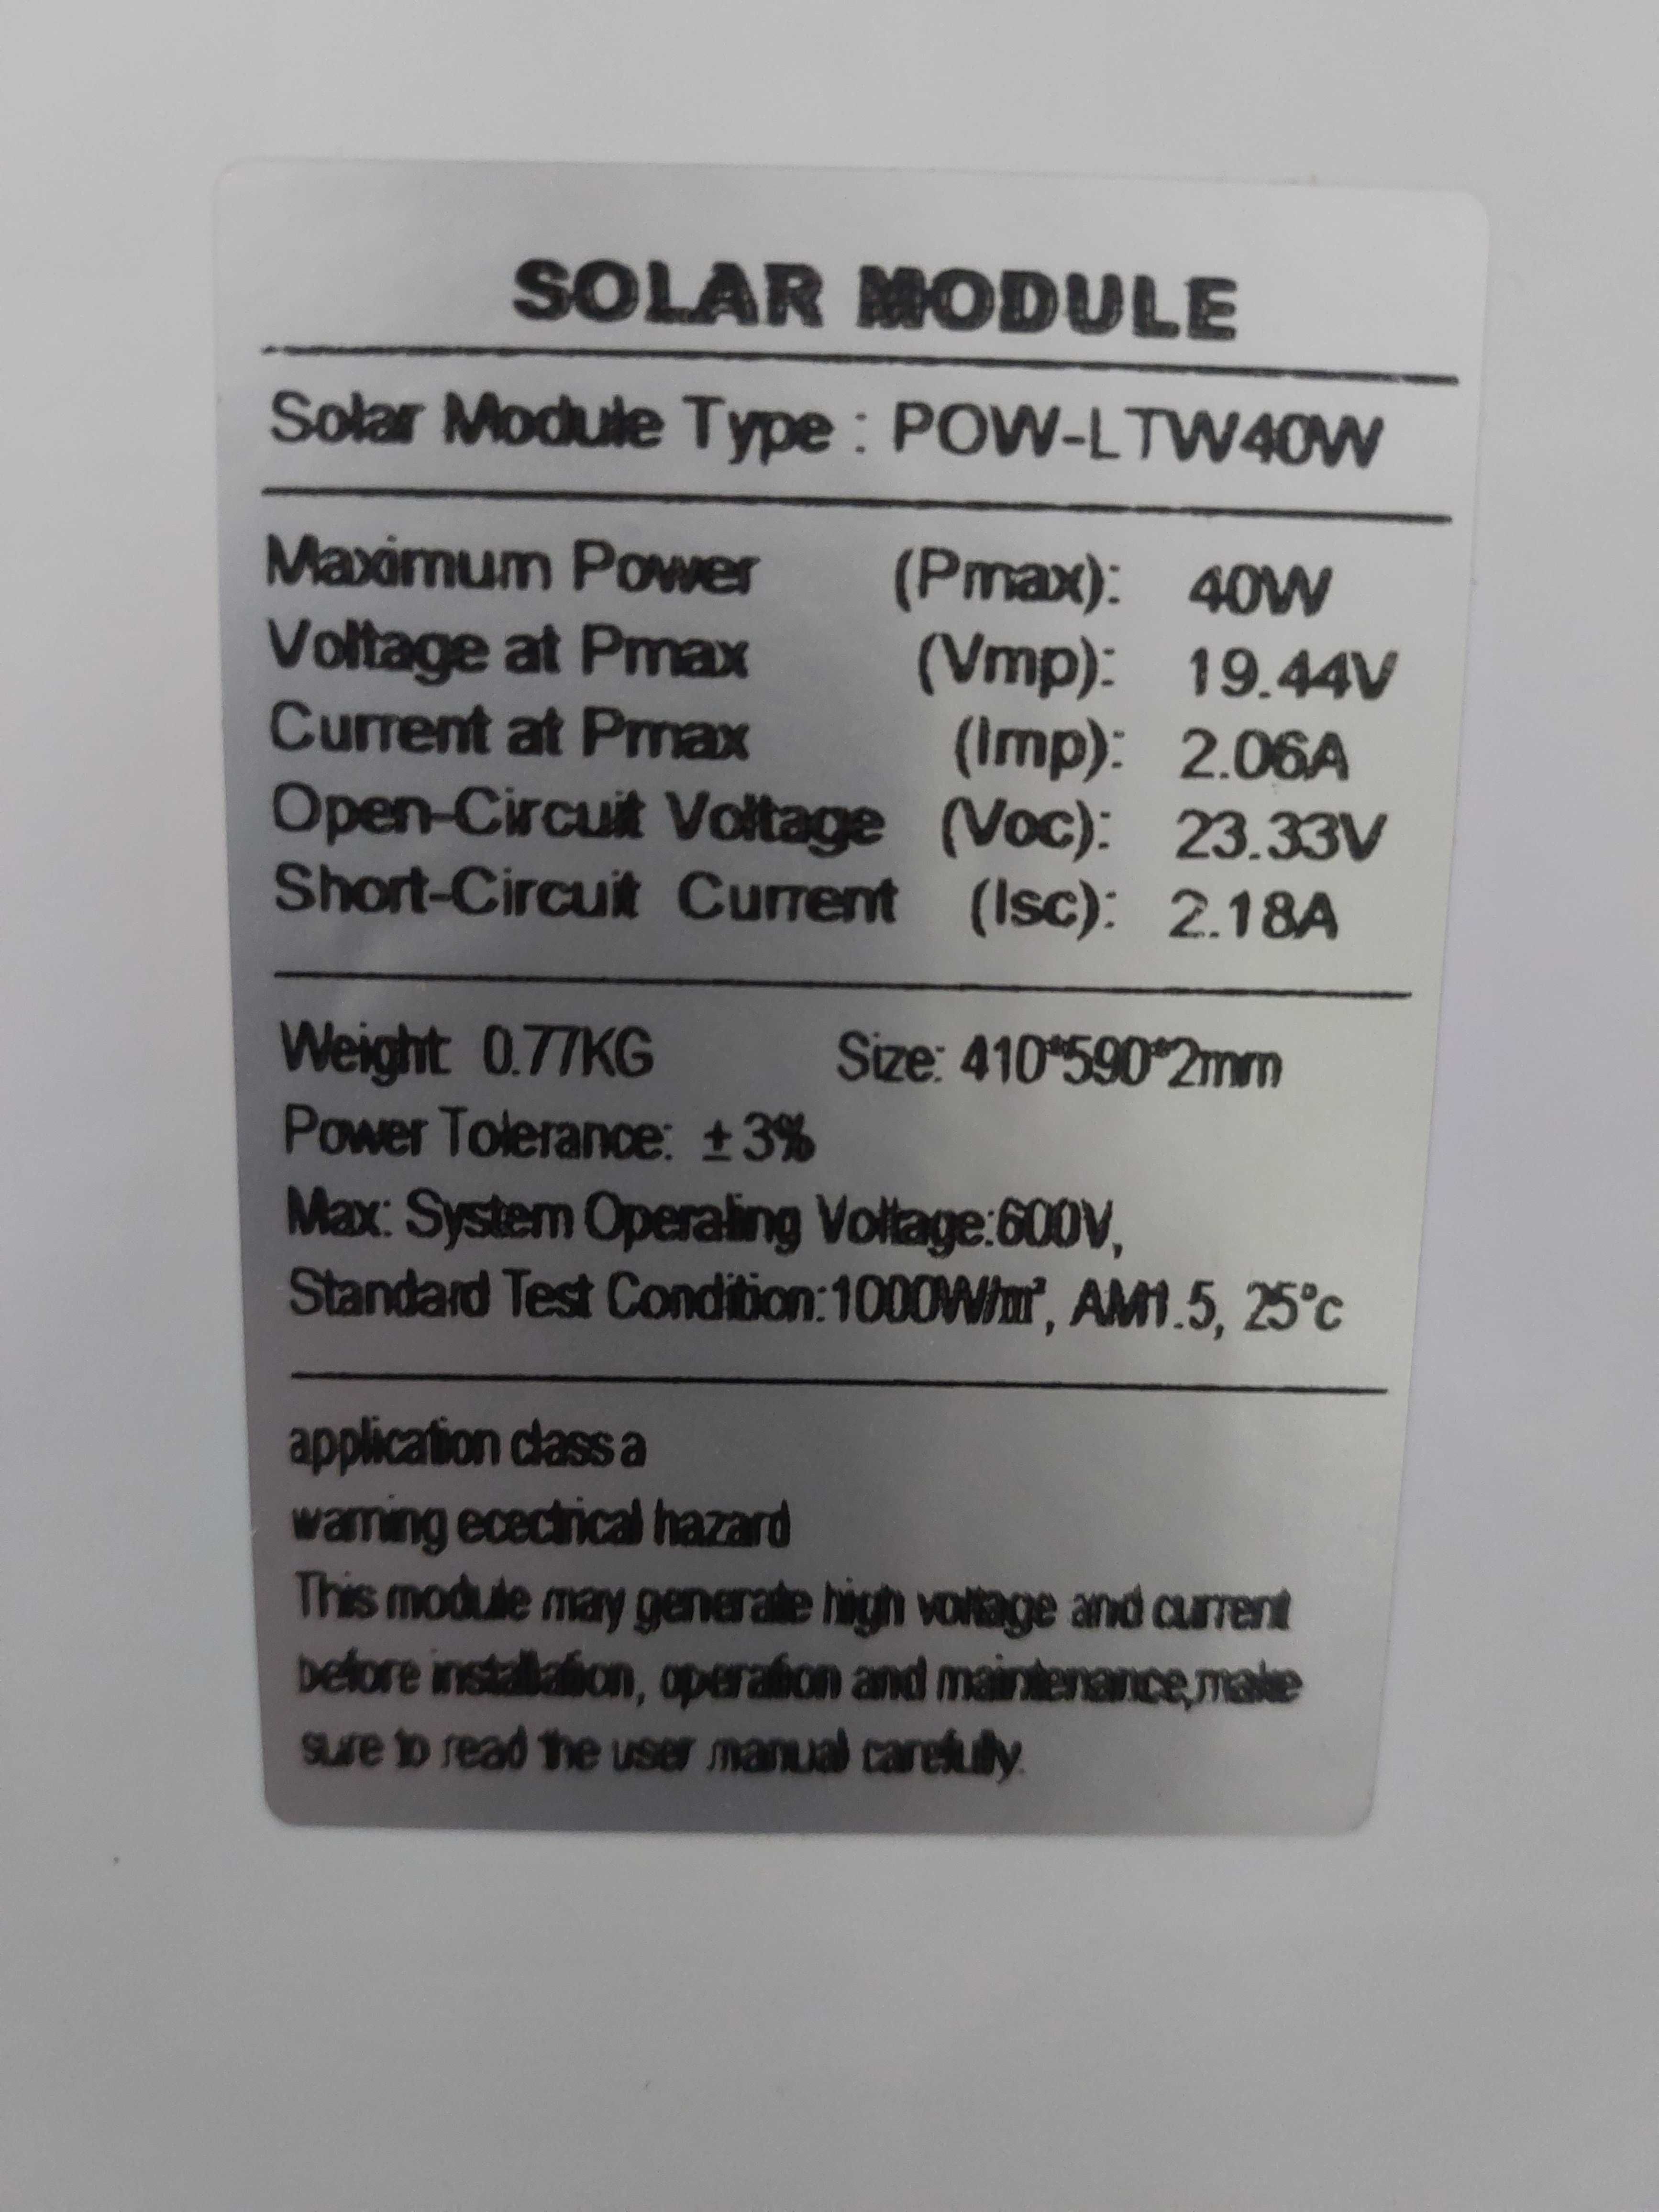 SOLAR MODULE
Solar Module Type : POW-LTW40W
Maximum Power (Pmax): 40W
Voltage at Pmax (Vmp): 19.44V
Current at Pmax (Imp): 2.06A
Open-Circuit Voltage (Voc): 23.33V
Short-Circuit Current (Isc): 2.18A
Weight: 0.77KG Size: 410*590*2mm
Power Tolerance: ±3%
Max: System Operating Voltage:600V,
Standard Test Condition:1000W/m², AM1.5, 25°c
application class a
warning ecectrical hazard
This module may generate high voltage and current
before installation, operation and maintenance,make
sure to read the user manual carefully.